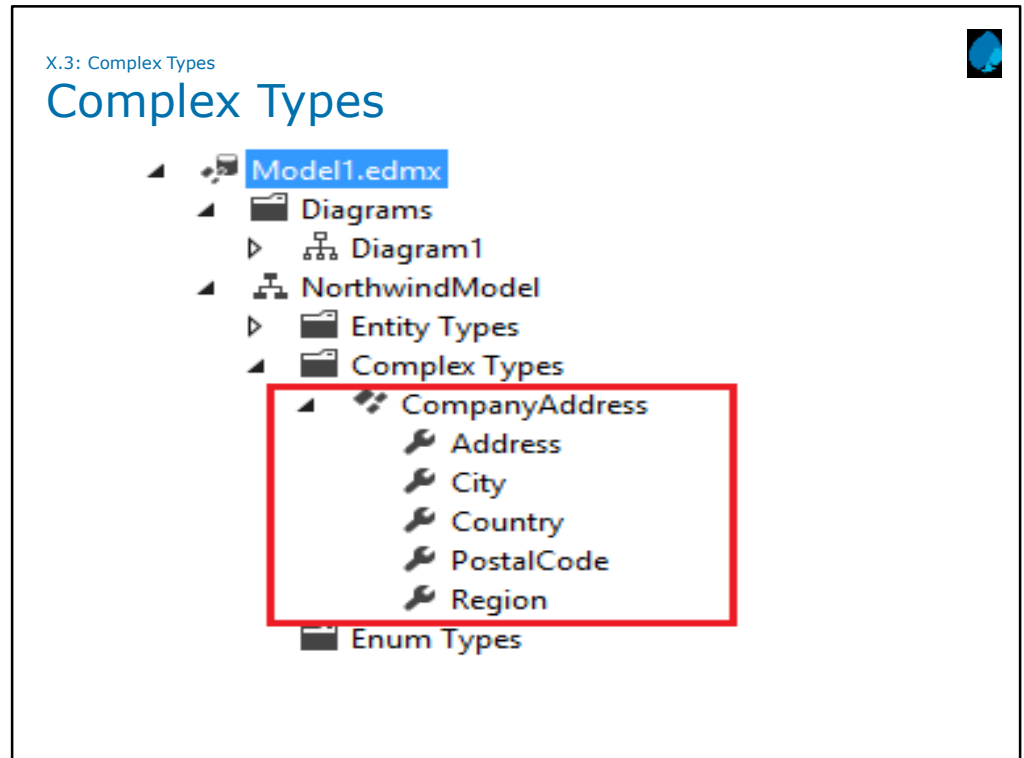 X.3: Complex Types
Complex Types
Model1.edmx
Diagrams
Diagram1
NorthwindModel
Entity Types
Complex Types
CompanyAddress
Address
City
Country
PostalCode
Region
Enum Types